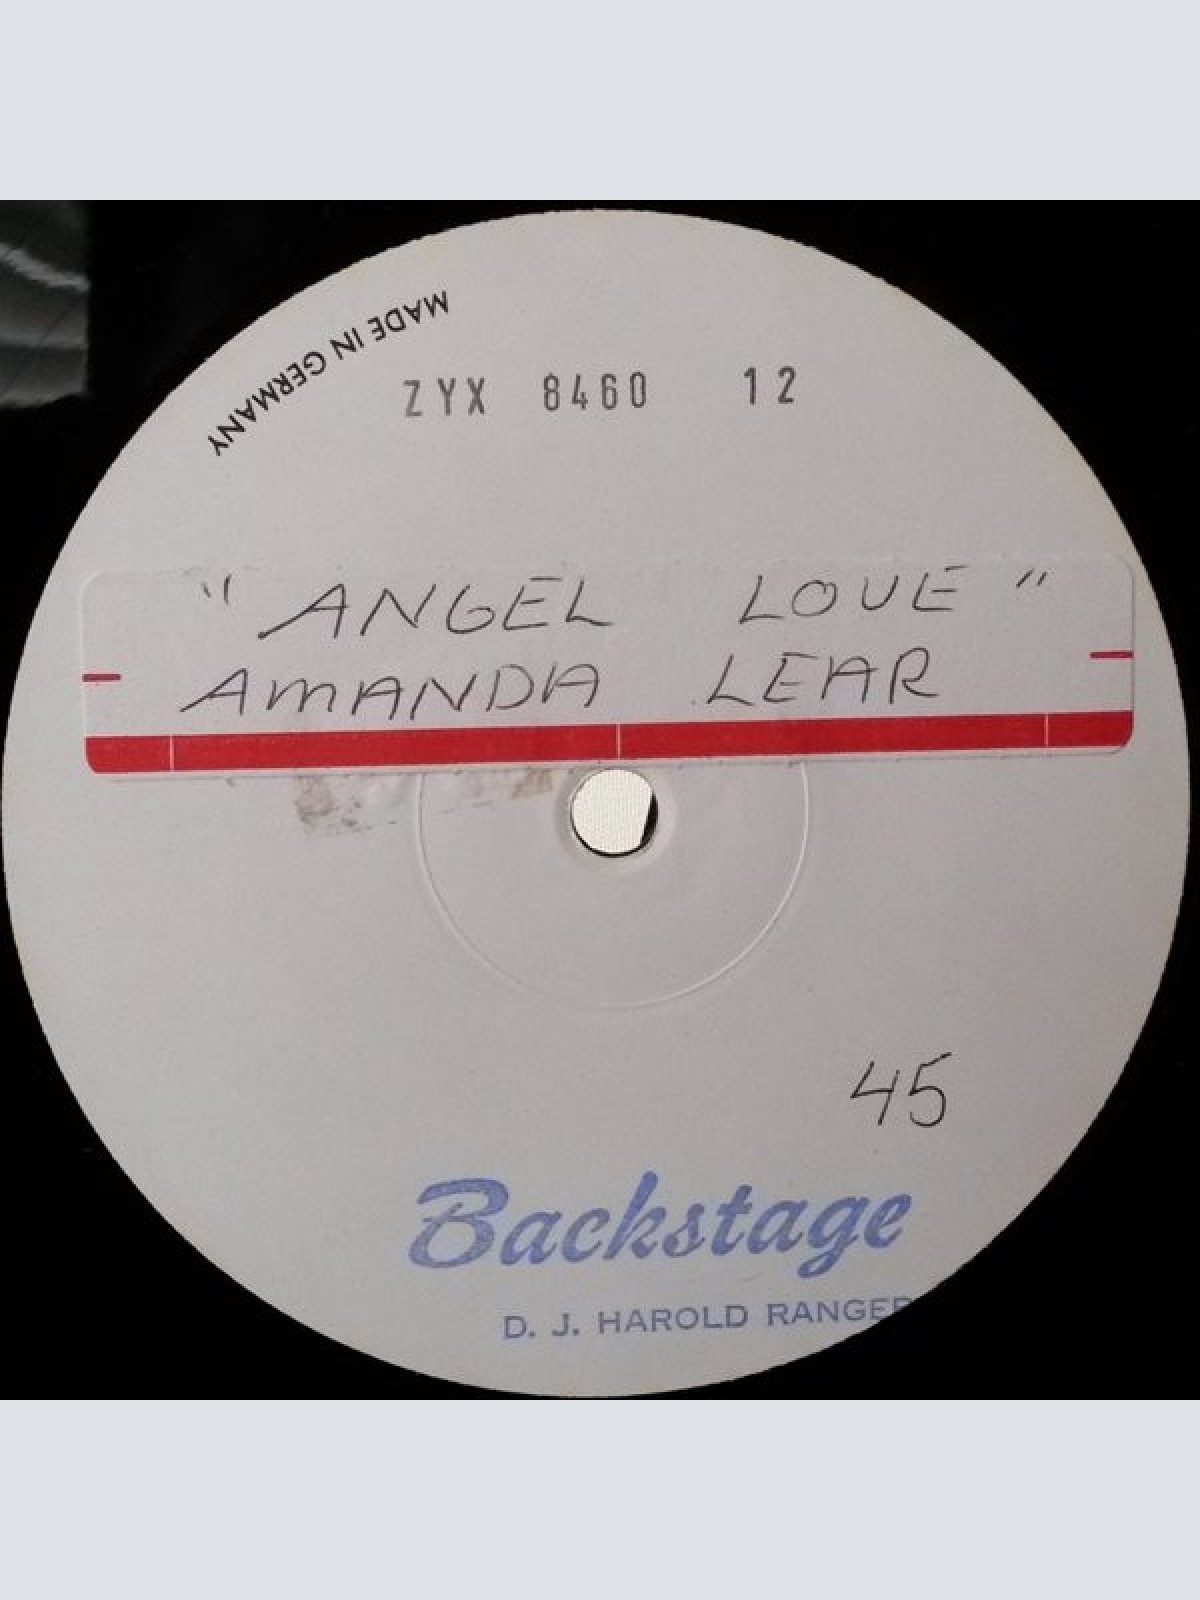 MADE IN GERMANY
ZYX 8460 12
"ANGEL LOVE"
AMANDA LEAR
45
Backstage
D. J. HAROLD RANGER